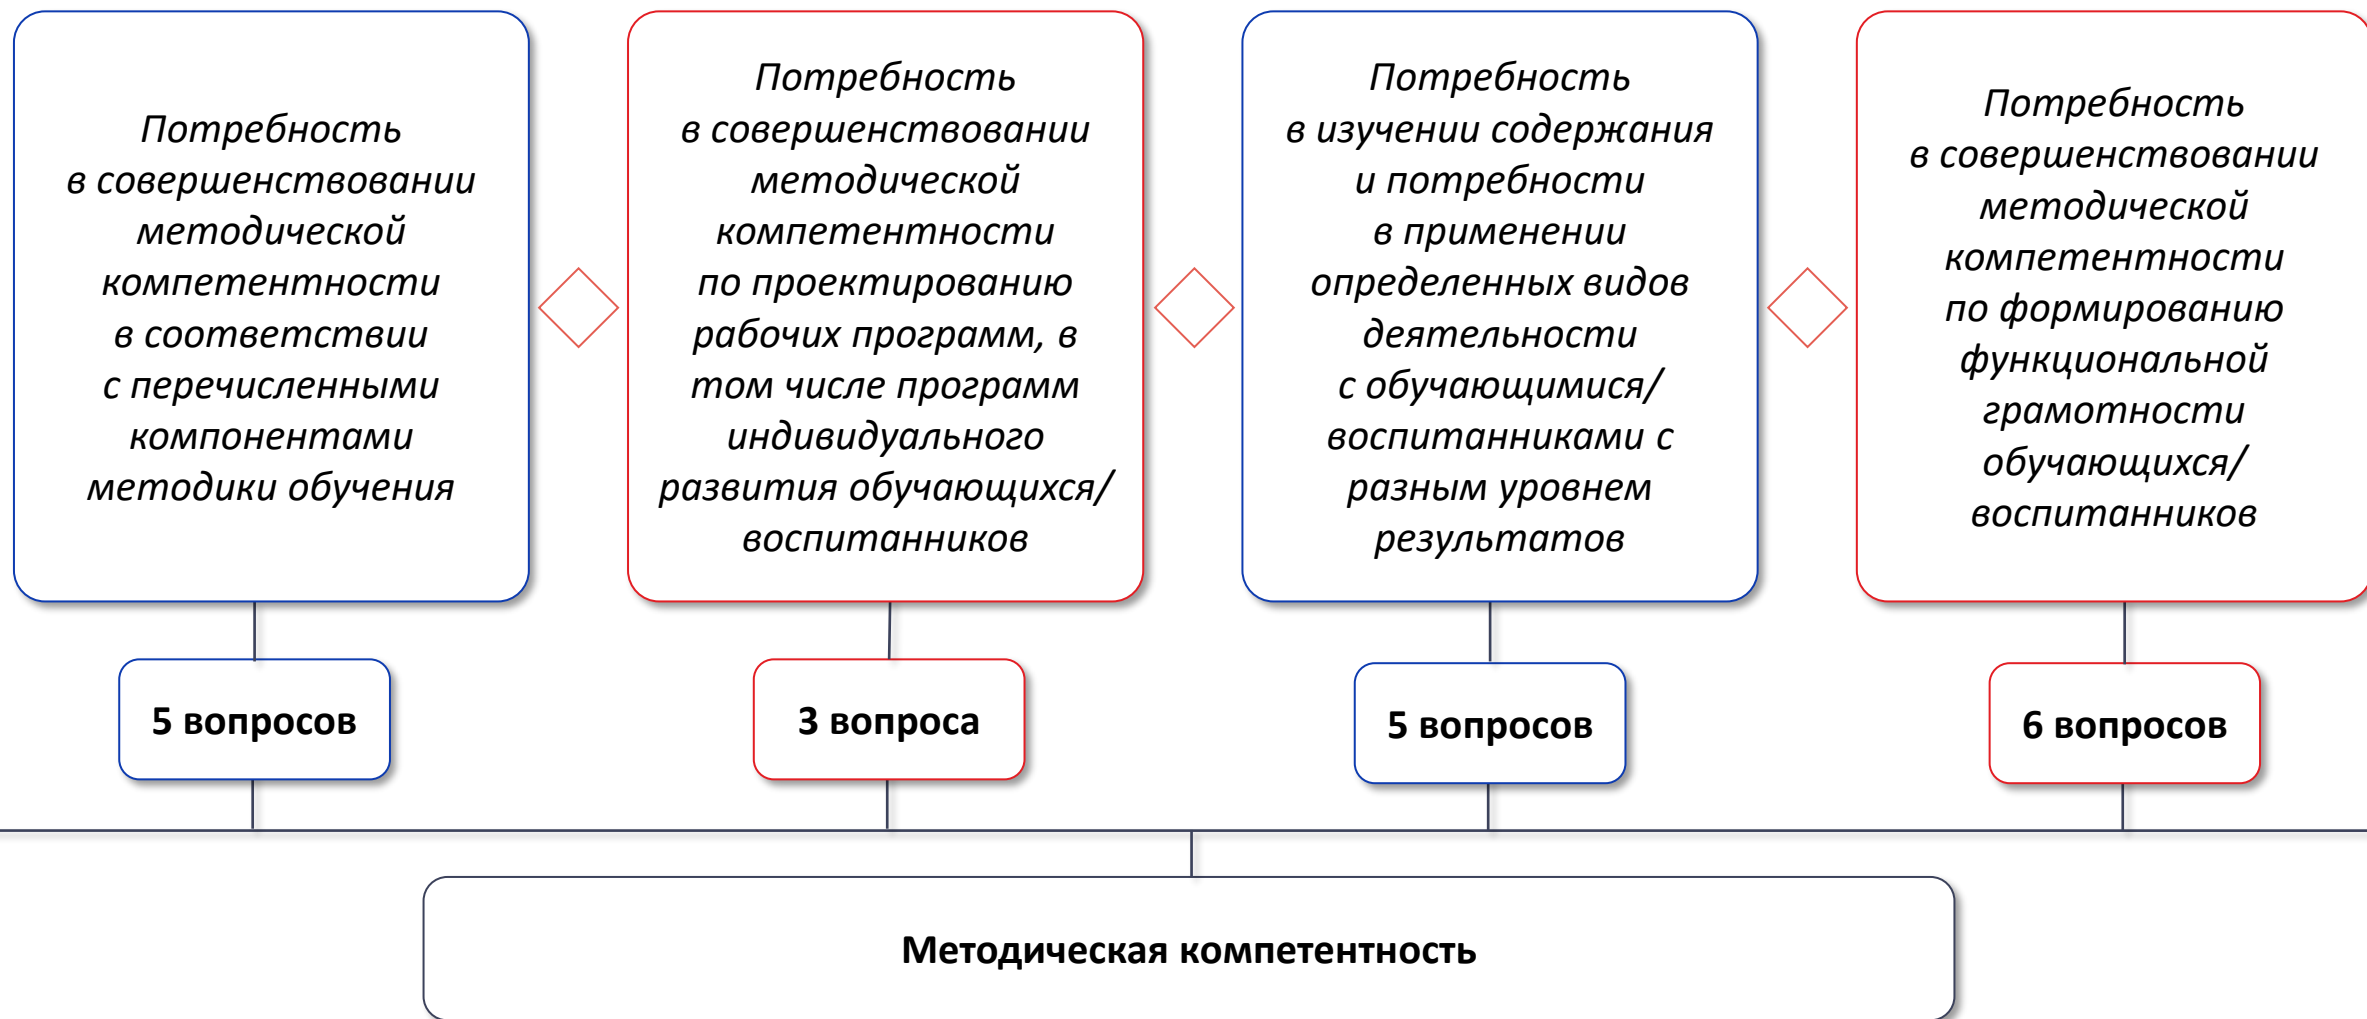 Потребность
в совершенствовании
методической
компетентности
в соответствии
с перечисленными
компонентами
методики обучения
Потребность
в совершенствовании
методической
компетентности
по проектированию
рабочих программ, в
том числе программ
индивидуального
развития обучающихся/
воспитанников
Потребность
в изучении содержания
и потребности
в применении
определенных видов
деятельности
с обучающимися/
воспитанниками с
разным уровнем
результатов
Потребность
в совершенствовании
методической
компетентности
по формированию
функциональной
грамотности
обучающихся/
воспитанников
5 вопросов
3 вопроса
5 вопросов
6 вопросов
Методическая компетентность